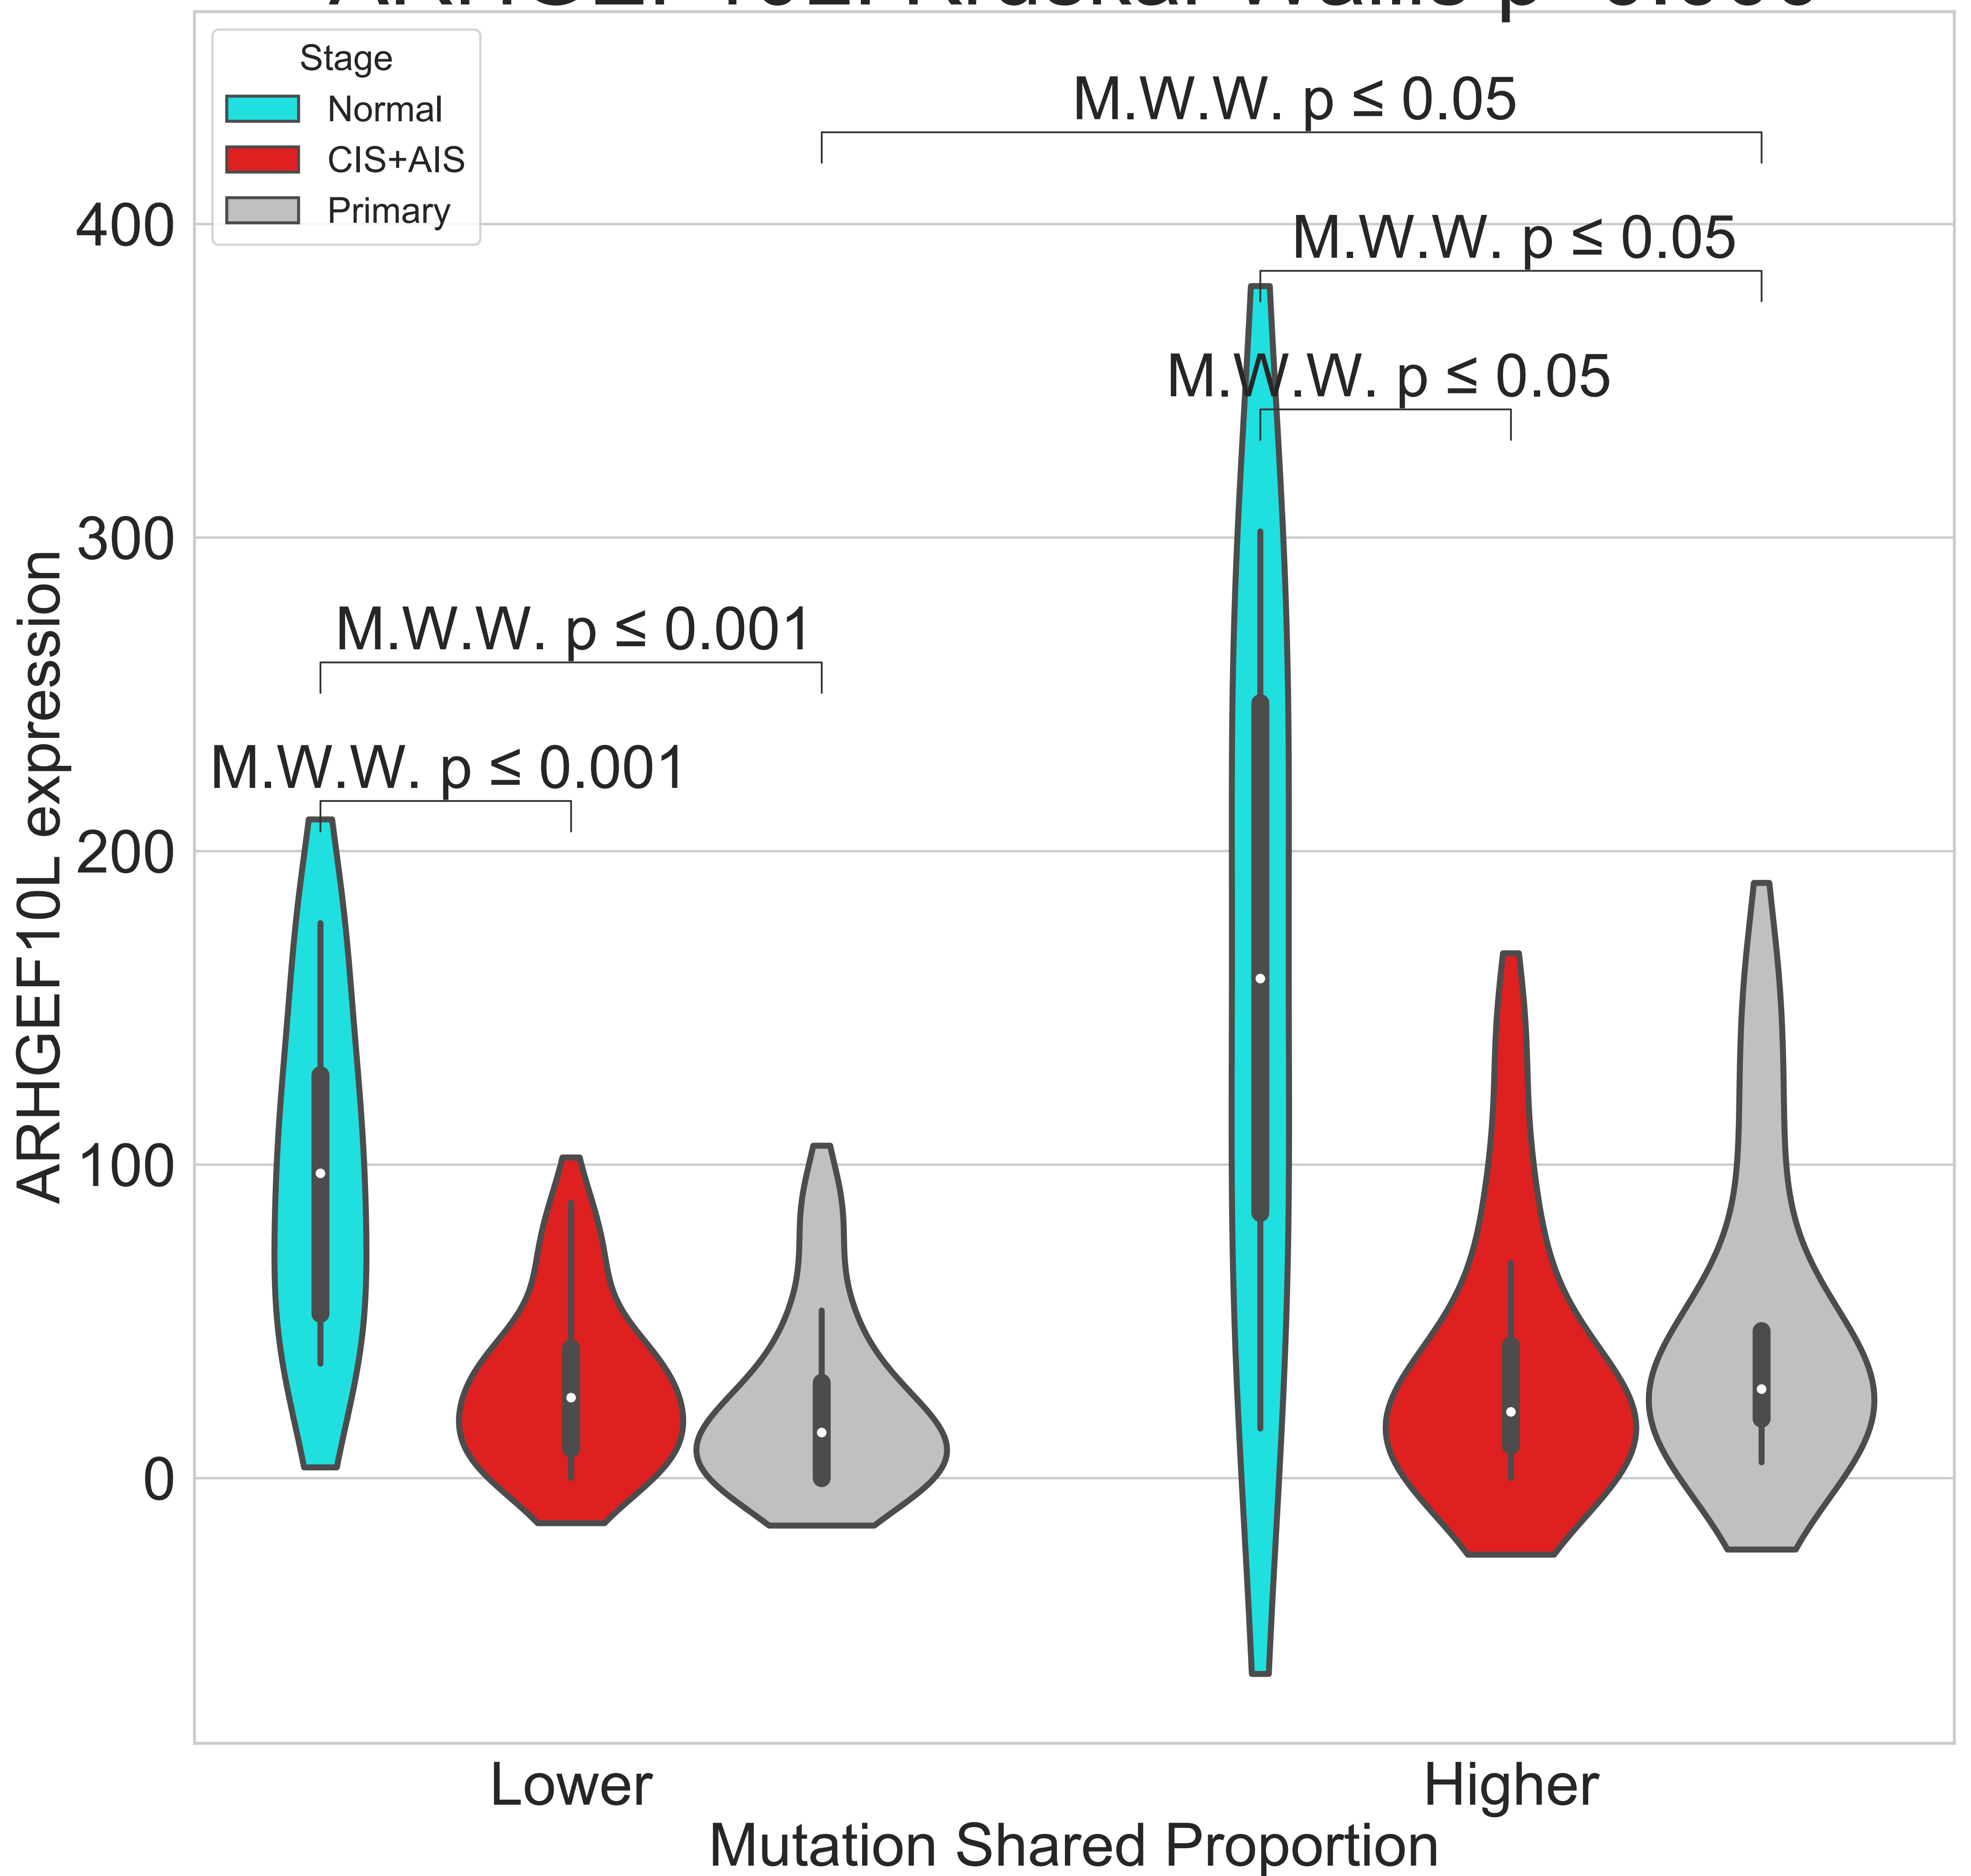 Stage
Normal
CIS+AIS
Primary
M.W.W. p ≤ 0.05
M.W.W. p ≤ 0.05
M.W.W. p ≤ 0.05
M.W.W. p ≤ 0.001
M.W.W. p ≤ 0.001
400
300
200
100
0
ARHGEF10L expression
Lower
Higher
Mutation Shared Proportion